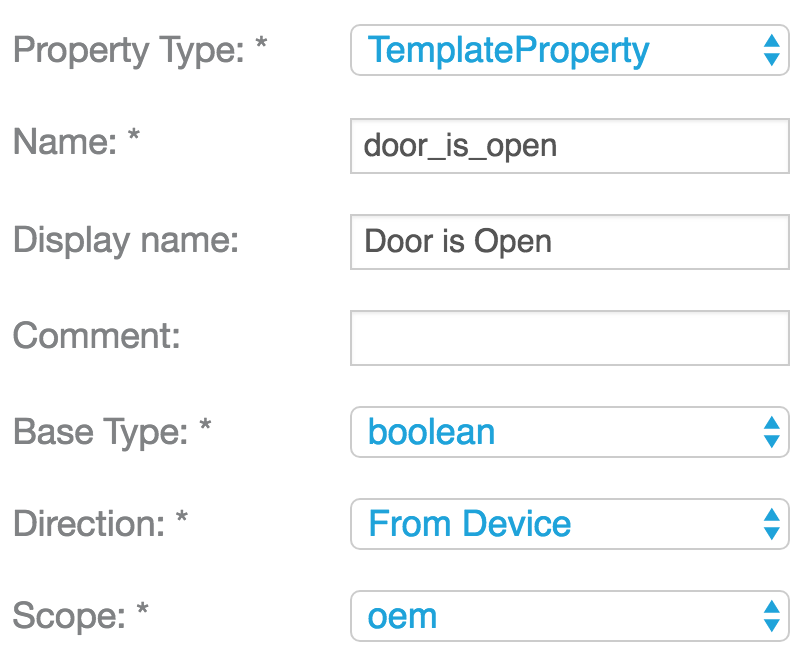 Property Type: * TemplateProperty
Name: * door_is_open
Display name: Door is Open
Comment:
Base Type: * boolean
Direction: * From Device
Scope: * oem